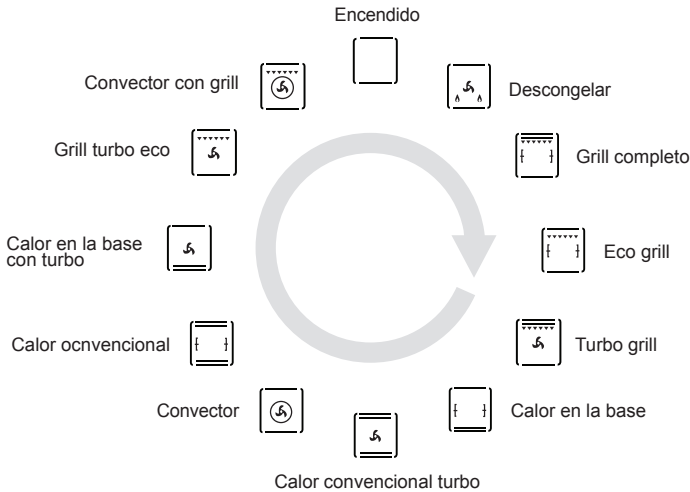 Encendido
Descongelar
Grill completo
Eco grill
Turbo grill
Calor en la base
Calor convencional turbo
Convector
Calor ocnvencional
Calor en la base
con turbo
Grill turbo eco
Convector con grill